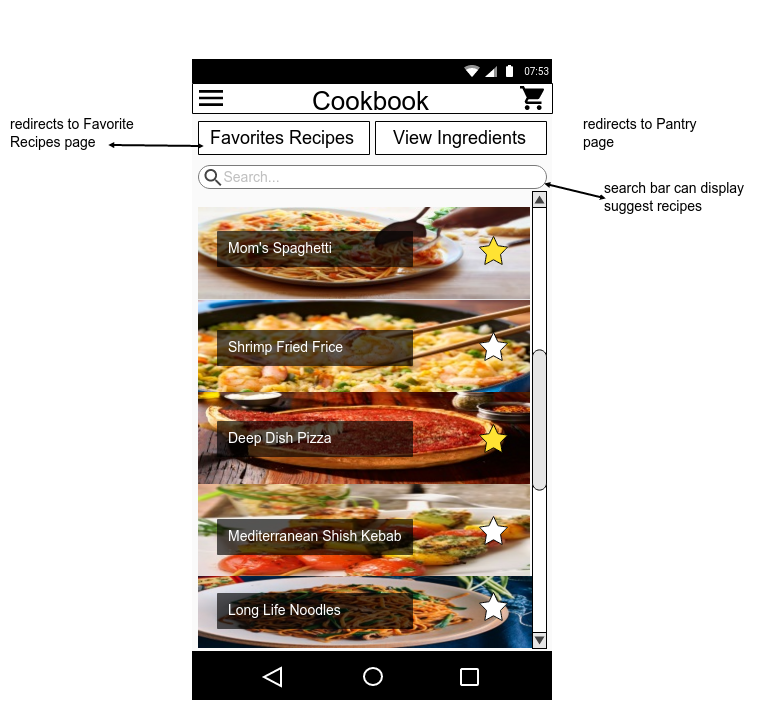 07:53
Cookbook
redirects to Favorite
Recipes page
Favorites Recipes
View Ingredients
redirects to Pantry
page
Search...
search bar can display
suggest recipes
Mom's Spaghetti
Shrimp Fried Frice
Deep Dish Pizza
Mediterranean Shish Kebab
Long Life Noodles